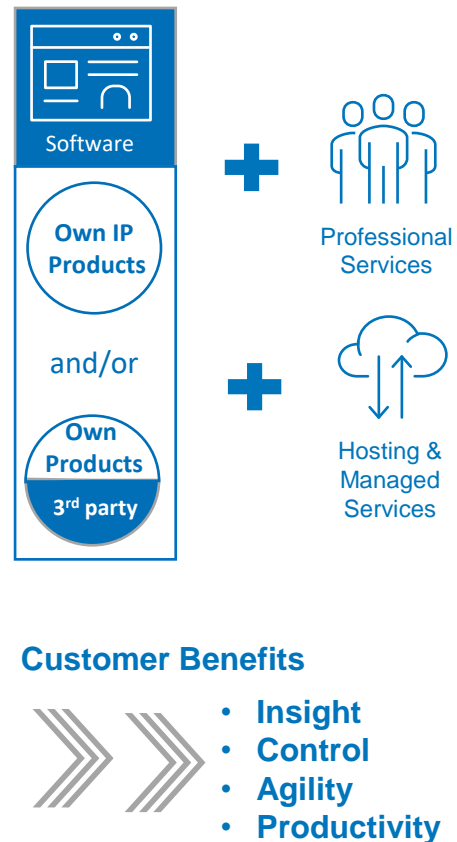 Software
Own IP
Products
and/or
Own
Products
3rd party
Professional
Services
Hosting &
Managed
Services
Customer Benefits
• Insight
• Control
• Agility
• Productivity